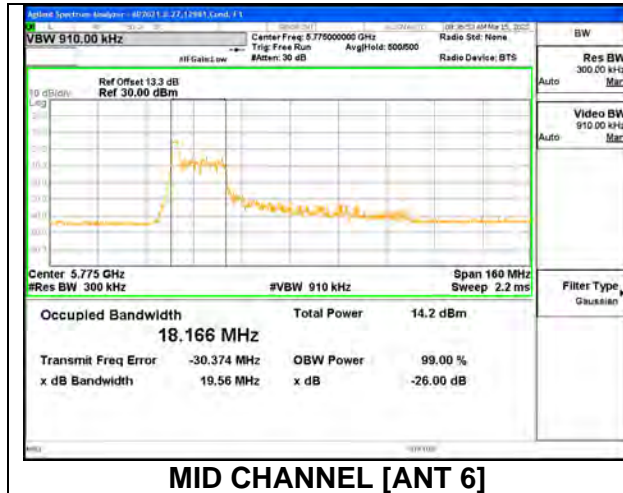 Agilent Spectrum Analyzer
VBW 910.00 kHz
Center Freq: 5.775000000 GHz
Radio Std: None
Trig: Free Run
Avg|Hold: 500/500
#IFGain:Low
#Atten: 30 dB
Radio Device: BTS
BW
Res BW
300.00 kHz
Auto Man
Video BW
910.00 kHz
Auto Man
Filter Type
Gaussian
Ref Offset 13.3 dB
10 dB/div Ref 30.00 dBm
Log
Center 5.775 GHz
Span 160 MHz
#Res BW 300 kHz
#VBW 910 kHz
Sweep 2.2 ms
Occupied Bandwidth
18.166 MHz
Total Power 14.2 dBm
Transmit Freq Error -30.374 MHz
OBW Power 99.00 %
x dB Bandwidth 19.56 MHz
x dB -26.00 dB
MID CHANNEL [ANT 6]